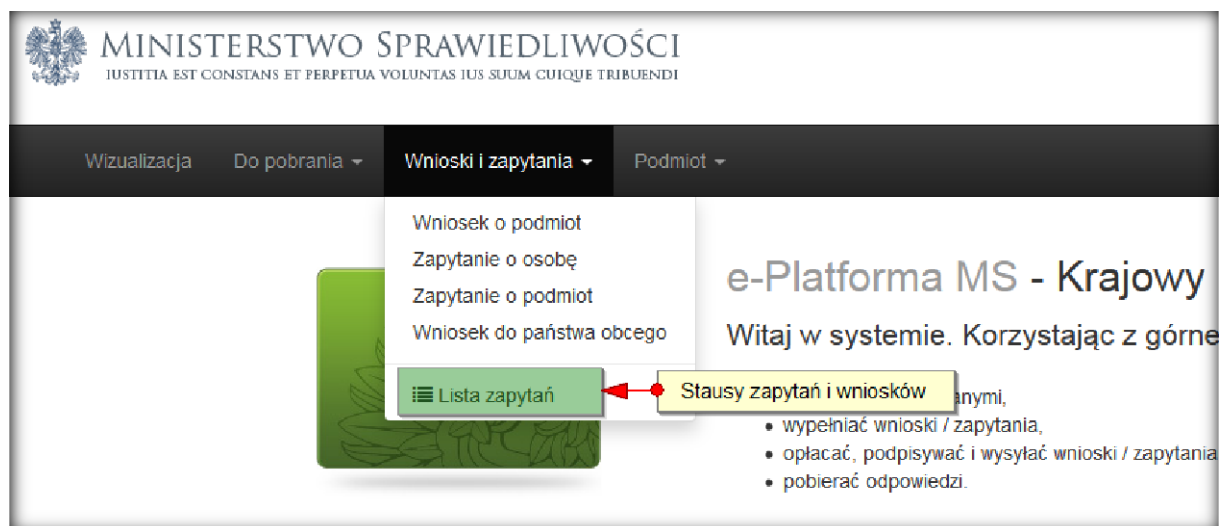 MINISTERSTWO SPRAWIEDLIWOŚCI
IUSTITIA EST CONSTANS ET PERPETUA VOLUNTAS IUS SUUM CUIQUE TRIBUENDI
Wizualizacja Do pobrania Wnioski i zapytania Podmiot
Wniosek o podmiot
Zapytanie o osobę
Zapytanie o podmiot
Wniosek do państwa obcego
Lista zapytań
Stausy zapytań i wniosków
e-Platforma MS - Krajowy
Witaj w systemie. Korzystając z górne
anymi,
• wypełniać wnioski / zapytania,
• opłacać, podpisywać i wysyłać wnioski / zapytania
• pobierać odpowiedzi.